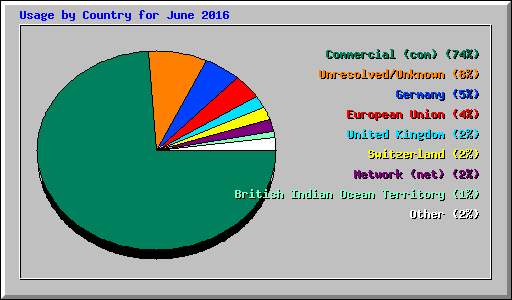 Usage by Country for June 2016
Commercial (com) (74%)
Unresolved/Unknown (8%)
Germany (5%)
European Union (4%)
United Kingdom (2%)
Switzerland (2%)
Network (net) (2%)
British Indian Ocean Territory (1%)
Other (2%)